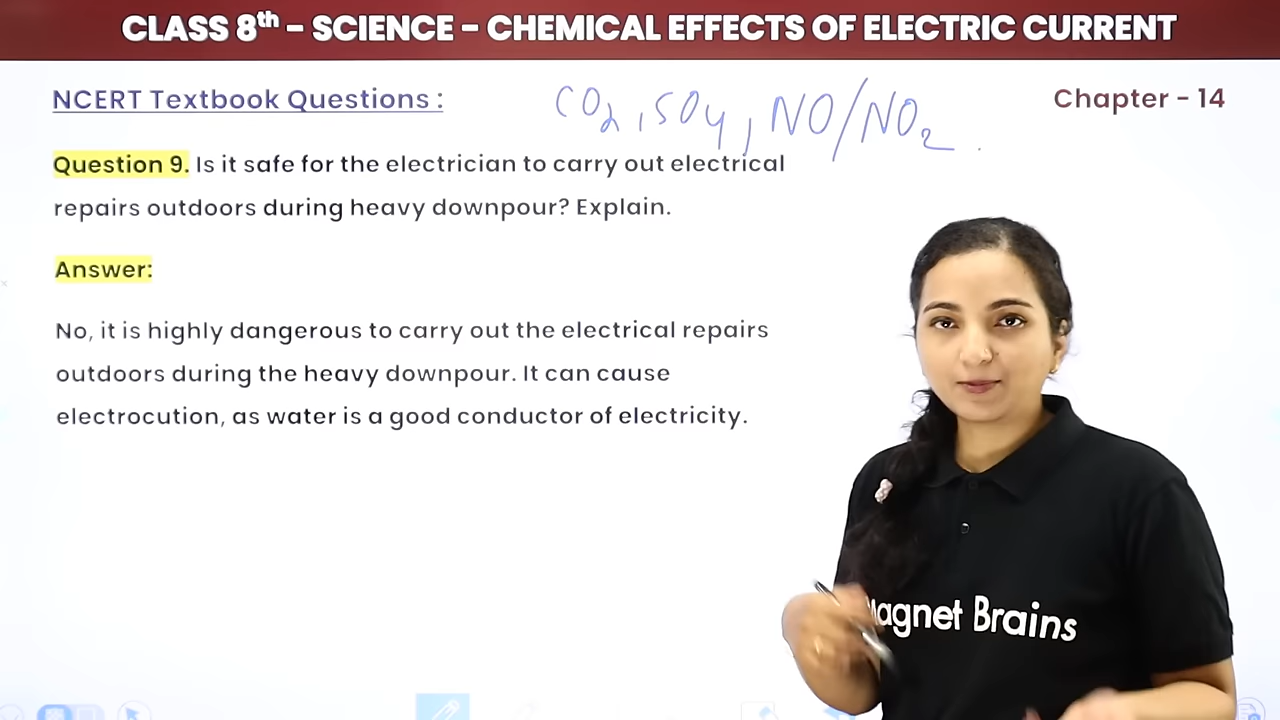 CLASS 8th - SCIENCE - CHEMICAL EFFECTS OF ELECTRIC CURRENT
NCERT Textbook Questions :
CO2, SO4, NO/NO2.
Chapter - 14
Question 9. Is it safe for the electrician to carry out electrical
repairs outdoors during heavy downpour? Explain.
Answer:
No, it is highly dangerous to carry out the electrical repairs
outdoors during the heavy downpour. It can cause
electrocution, as water is a good conductor of electricity.
Magnet Brains